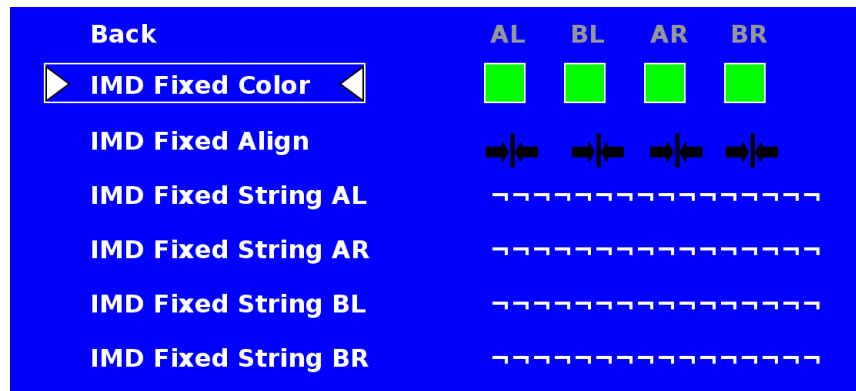 Back AL BL AR BR
IMD Fixed Color
IMD Fixed Align
IMD Fixed String AL ¬¬¬¬¬¬¬¬¬¬¬¬¬¬¬¬
IMD Fixed String AR ¬¬¬¬¬¬¬¬¬¬¬¬¬¬¬¬
IMD Fixed String BL ¬¬¬¬¬¬¬¬¬¬¬¬¬¬¬¬
IMD Fixed String BR ¬¬¬¬¬¬¬¬¬¬¬¬¬¬¬¬